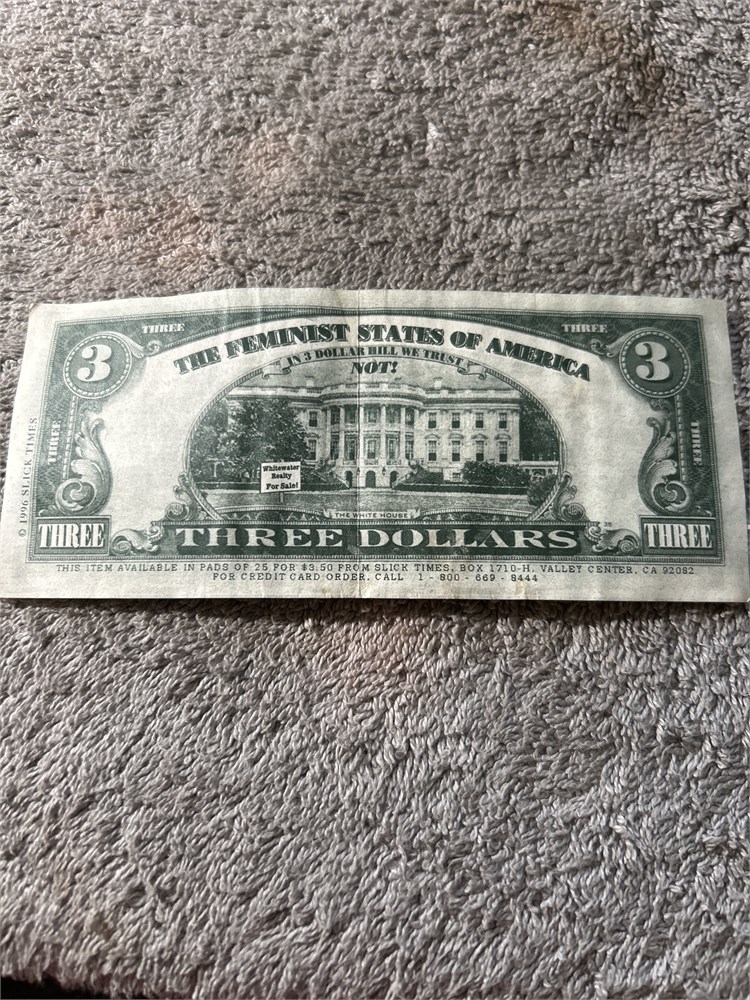 THREE
THREE
3
THE FEMINIST STATES OF AMERICA
3
IN 3 DOLLAR HILL WE TRUST
NOT!
THREE
THREE
© 1996 SLICK TIMES
Whitewater
Realty
For Sale!
THE WHITE HOUSE
THREE
THREE DOLLARS
THREE
THIS ITEM AVAILABLE IN PADS OF 25 FOR $3.50 FROM SLICK TIMES, BOX 1710-H, VALLEY CENTER, CA 92082
FOR CREDIT CARD ORDER, CALL 1 - 800 - 669 - 8444